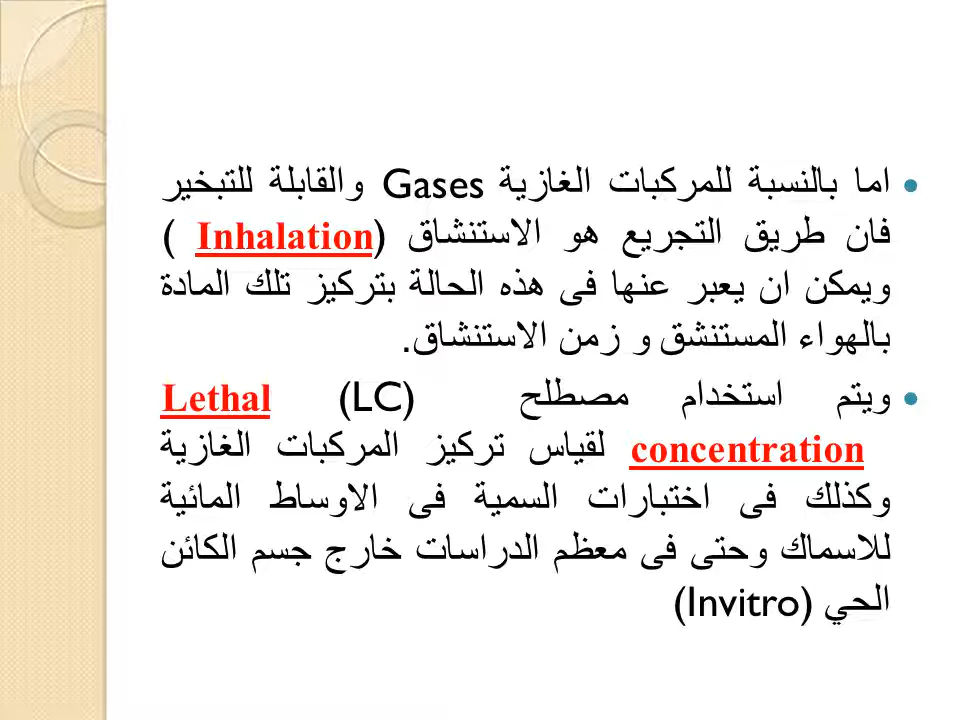 اما بالنسبة للمركبات الغازية Gases والقابلة للتبخير
فان طريق التجريع هو الاستنشاق (Inhalation )
ويمكن ان يعبر عنها فى هذه الحالة بتركيز تلك المادة
بالهواء المستنشق و زمن الاستنشاق.
ويتم استخدام مصطلح (LC) Lethal
concentration لقياس تركيز المركبات الغازية
وكذلك فى اختبارات السمية فى الاوساط المائية
للاسماك وحتى فى معظم الدراسات خارج جسم الكائن
الحي (Invitro)